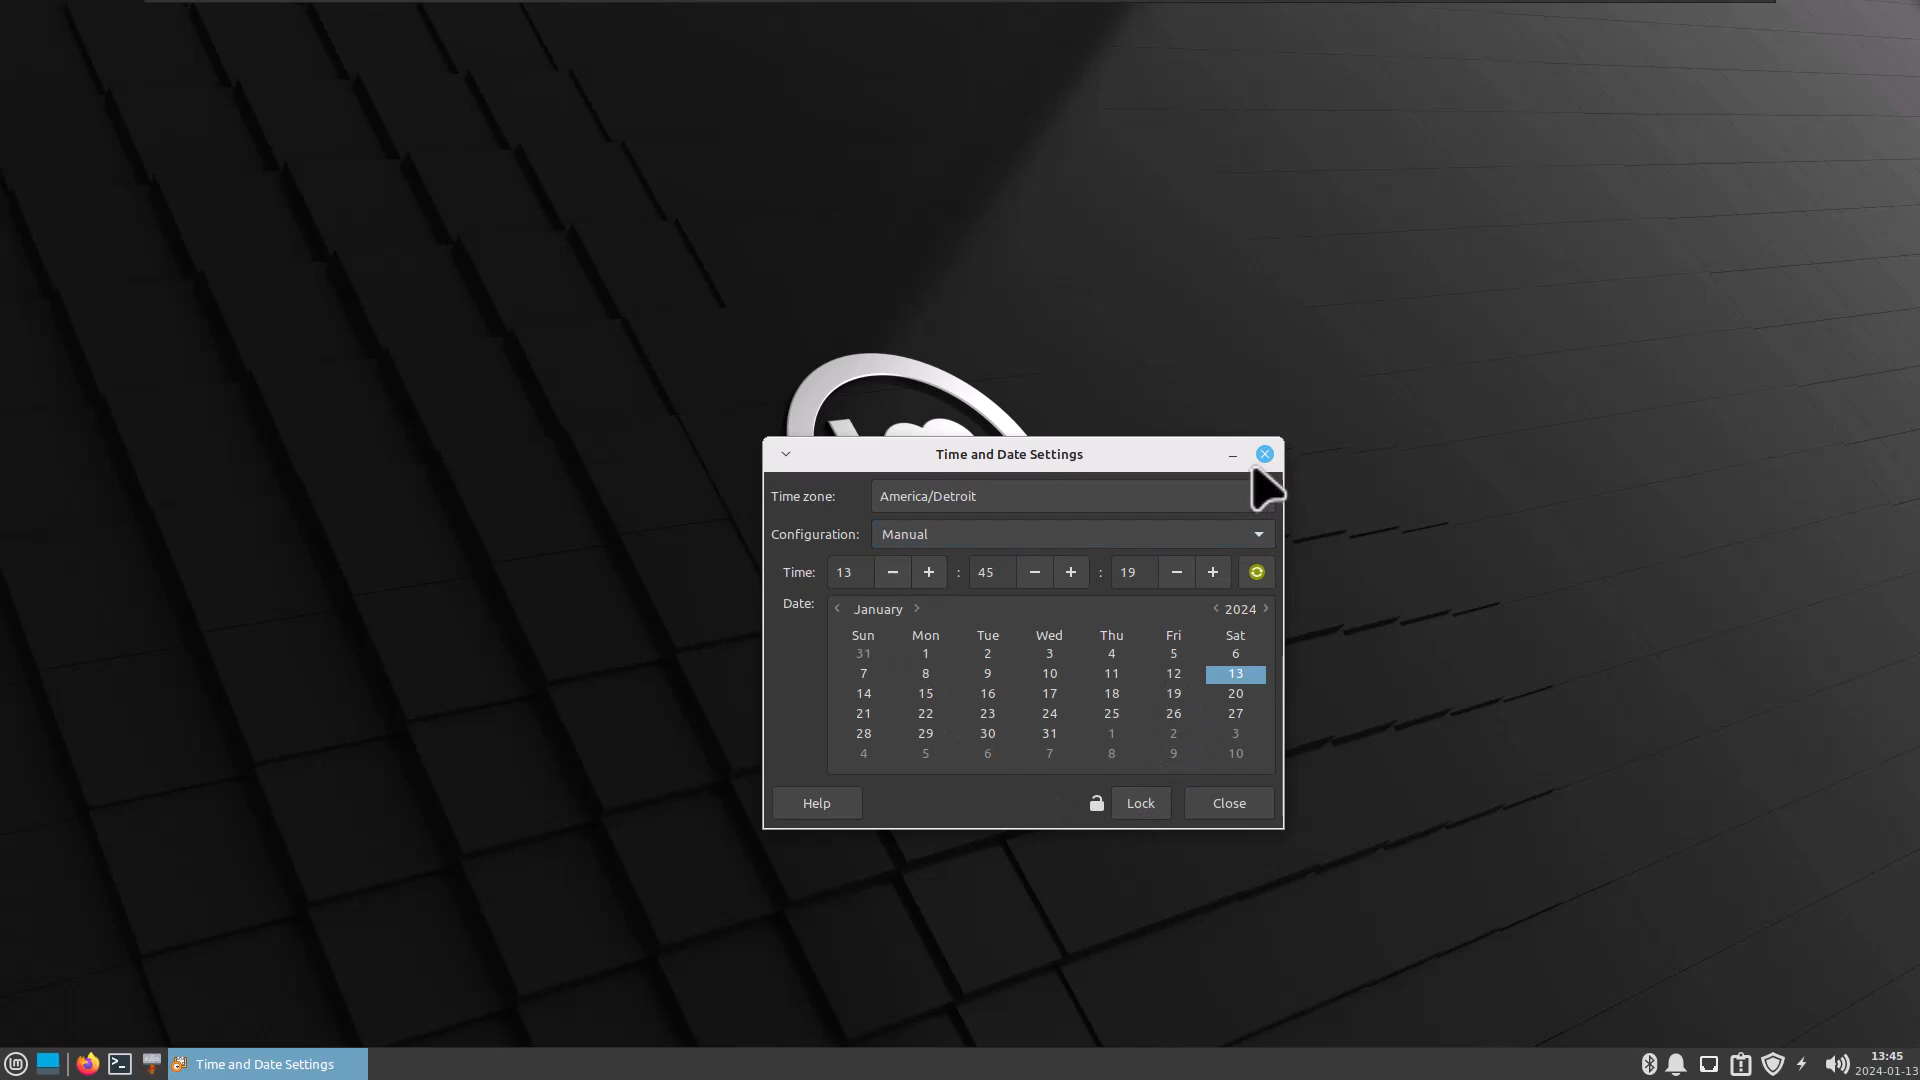 Time and Date Settings
Time zone: America/Detroit
Configuration: Manual
Time: 13 − + : 45 − + : 19 − +
Date: < January > < 2024 >
Sun Mon Tue Wed Thu Fri Sat
31 1 2 3 4 5 6
7 8 9 10 11 12 13
14 15 16 17 18 19 20
21 22 23 24 25 26 27
28 29 30 31 1 2 3
4 5 6 7 8 9 10
Help Lock Close
Time and Date Settings
13:45
2024-01-13